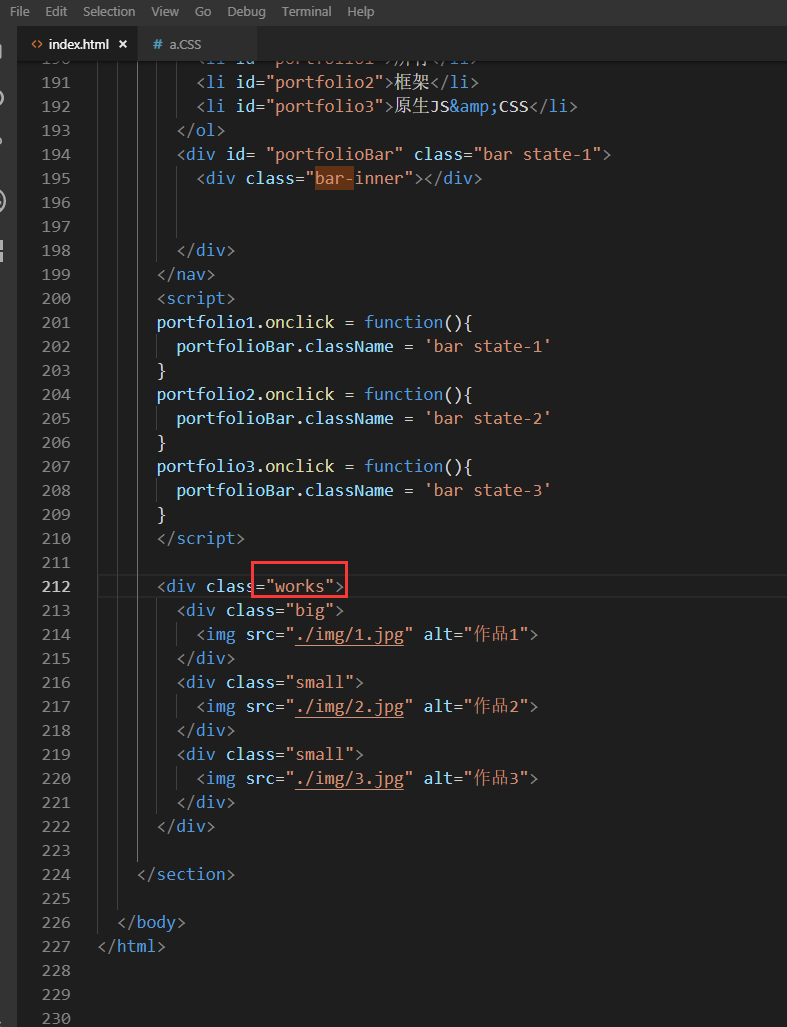 File Edit Selection View Go Debug Terminal Help
<> index.html × # a.CSS
191 <li id="portfolio2">框架</li>
192 <li id="portfolio3">原生JS&amp;CSS</li>
193 </ol>
194 <div id= "portfolioBar" class="bar state-1">
195 <div class="bar-inner"></div>
196
197
198 </div>
199 </nav>
200 <script>
201 portfolio1.onclick = function(){
202 portfolioBar.className = 'bar state-1'
203 }
204 portfolio2.onclick = function(){
205 portfolioBar.className = 'bar state-2'
206 }
207 portfolio3.onclick = function(){
208 portfolioBar.className = 'bar state-3'
209 }
210 </script>
211
212 <div class="works">
213 <div class="big">
214 <img src="./img/1.jpg" alt="作品1">
215 </div>
216 <div class="small">
217 <img src="./img/2.jpg" alt="作品2">
218 </div>
219 <div class="small">
220 <img src="./img/3.jpg" alt="作品3">
221 </div>
222 </div>
223
224 </section>
225
226 </body>
227 </html>
228
229
230